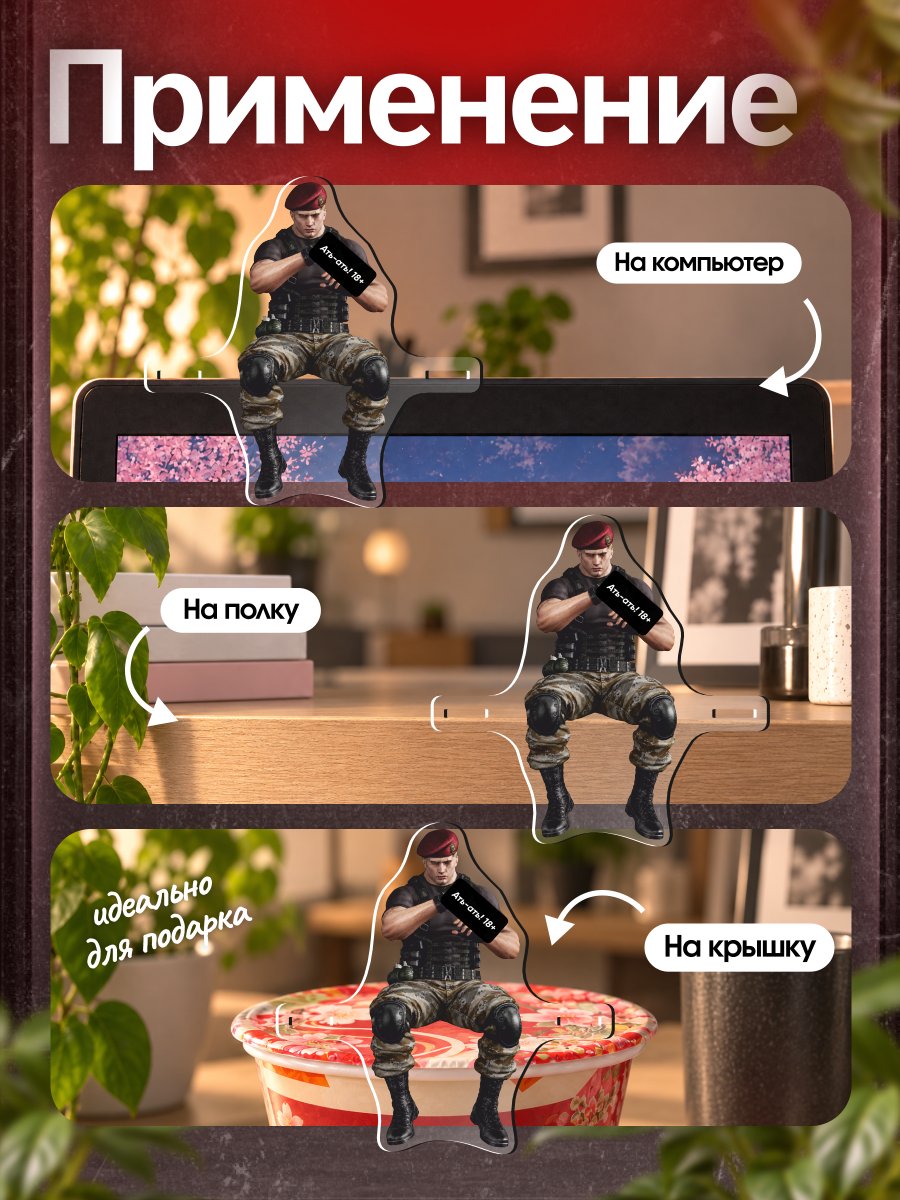 Применение
На компьютер
Ать-ать! 18+
На полку
Ать-ать! 18+
идеально
для подарка
Ать-ать! 18+
На крышку